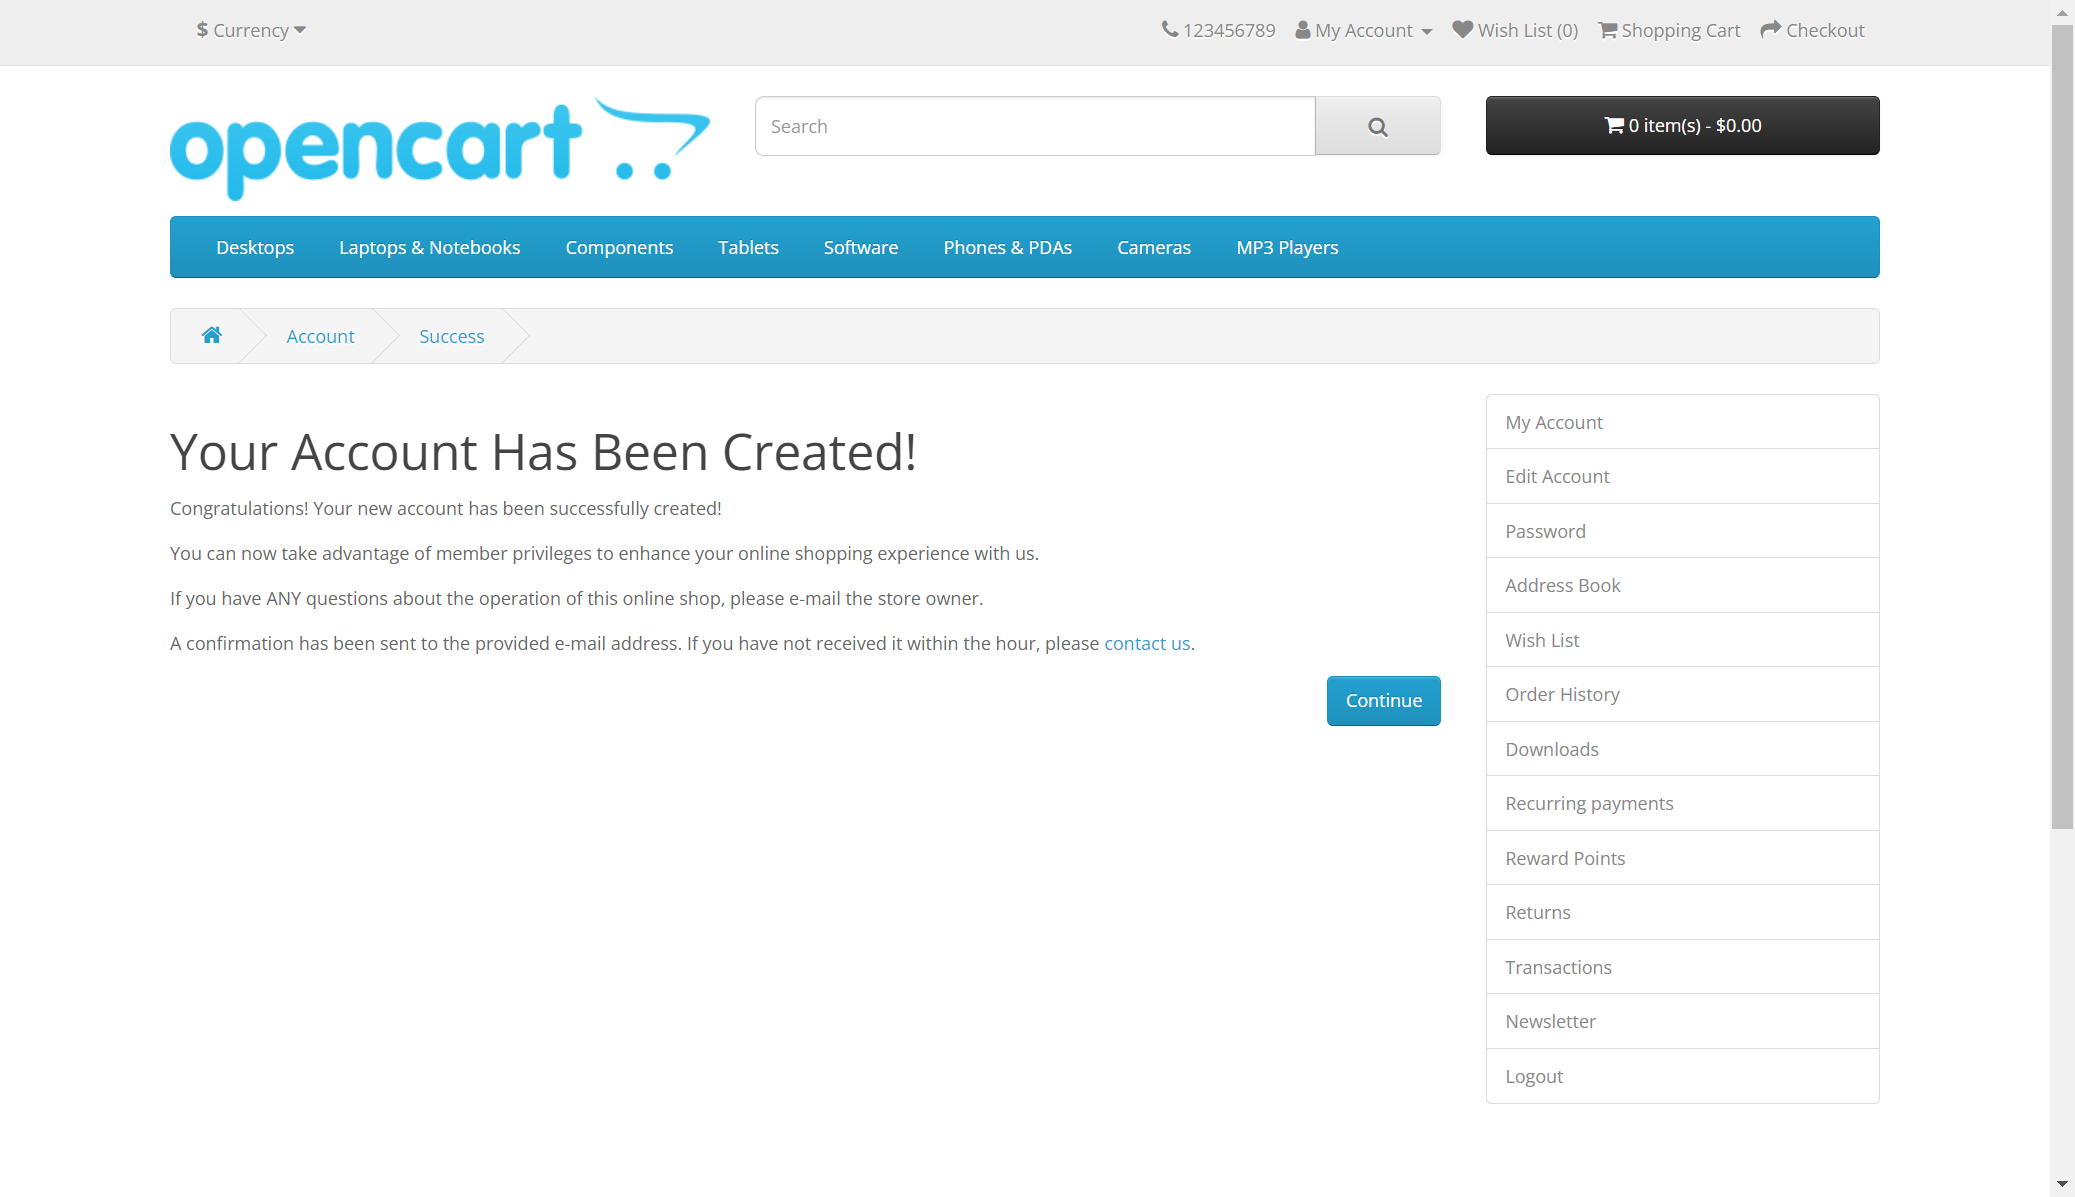 $ Currency
123456789 My Account Wish List (0) Shopping Cart Checkout
opencart
Search
0 item(s) - $0.00
Desktops Laptops & Notebooks Components Tablets Software Phones & PDAs Cameras MP3 Players
Account Success
Your Account Has Been Created!
Congratulations! Your new account has been successfully created!
You can now take advantage of member privileges to enhance your online shopping experience with us.
If you have ANY questions about the operation of this online shop, please e-mail the store owner.
A confirmation has been sent to the provided e-mail address. If you have not received it within the hour, please contact us.
Continue
My Account
Edit Account
Password
Address Book
Wish List
Order History
Downloads
Recurring payments
Reward Points
Returns
Transactions
Newsletter
Logout